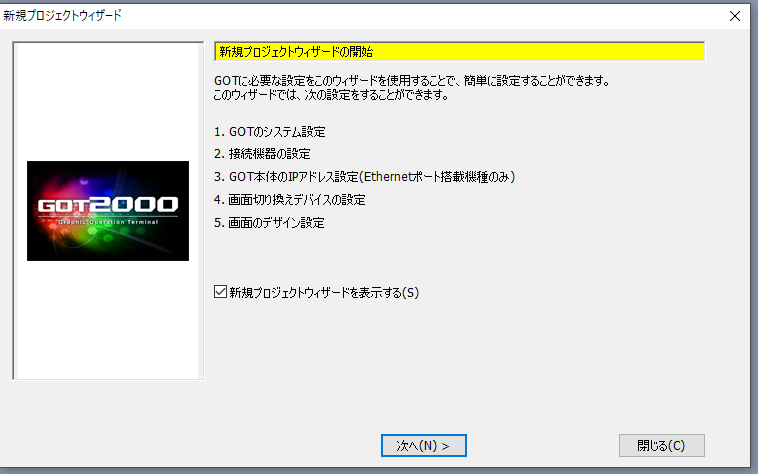 新規プロジェクトウィザード
新規プロジェクトウィザードの開始
GOTに必要な設定をこのウィザードを使用することで、簡単に設定することができます。
このウィザードでは、次の設定をすることができます。
1. GOTのシステム設定
2. 接続機器の設定
3. GOT本体のIPアドレス設定(Ethernetポート搭載機種のみ)
4. 画面切り換えデバイスの設定
5. 画面のデザイン設定
GOT2000
Graphic Operation Terminal
新規プロジェクトウィザードを表示する(S)
次へ(N) >
閉じる(C)